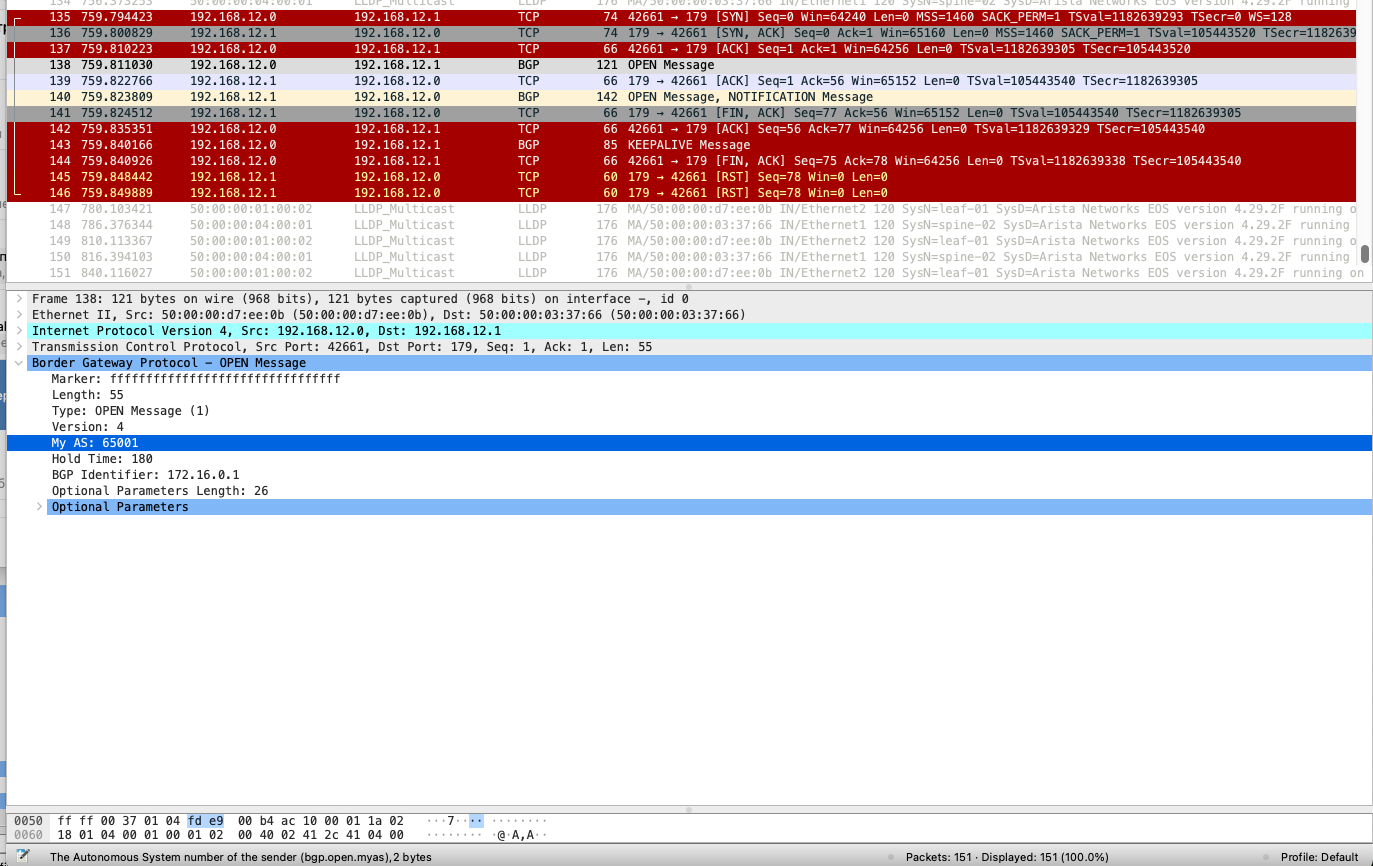 134 756.373253 50:00:00:04:00:01 LLDP_Multicast LLDP 176 MA/50:00:00:03:37:66 IN/Ethernet1 120 SysN=spine-02 SysD=Arista Networks EOS version 4.29.2F running
135 759.794423 192.168.12.0 192.168.12.1 TCP 74 42661 → 179 [SYN] Seq=0 Win=64240 Len=0 MSS=1460 SACK_PERM=1 TSval=1182639293 TSecr=0 WS=128
136 759.800829 192.168.12.1 192.168.12.0 TCP 74 179 → 42661 [SYN, ACK] Seq=0 Ack=1 Win=65160 Len=0 MSS=1460 SACK_PERM=1 TSval=105443520 TSecr=1182639
137 759.810223 192.168.12.0 192.168.12.1 TCP 66 42661 → 179 [ACK] Seq=1 Ack=1 Win=64256 Len=0 TSval=1182639305 TSecr=105443520
138 759.811030 192.168.12.0 192.168.12.1 BGP 121 OPEN Message
139 759.822766 192.168.12.1 192.168.12.0 TCP 66 179 → 42661 [ACK] Seq=1 Ack=56 Win=65152 Len=0 TSval=105443540 TSecr=1182639305
140 759.823809 192.168.12.1 192.168.12.0 BGP 142 OPEN Message, NOTIFICATION Message
141 759.824512 192.168.12.1 192.168.12.0 TCP 66 179 → 42661 [FIN, ACK] Seq=77 Ack=56 Win=65152 Len=0 TSval=105443540 TSecr=1182639305
142 759.835351 192.168.12.0 192.168.12.1 TCP 66 42661 → 179 [ACK] Seq=56 Ack=77 Win=64256 Len=0 TSval=1182639329 TSecr=105443540
143 759.840166 192.168.12.0 192.168.12.1 BGP 85 KEEPALIVE Message
144 759.840926 192.168.12.0 192.168.12.1 TCP 66 42661 → 179 [FIN, ACK] Seq=75 Ack=78 Win=64256 Len=0 TSval=1182639338 TSecr=105443540
145 759.848442 192.168.12.1 192.168.12.0 TCP 60 179 → 42661 [RST] Seq=78 Win=0 Len=0
146 759.849889 192.168.12.1 192.168.12.0 TCP 60 179 → 42661 [RST] Seq=78 Win=0 Len=0
147 780.103421 50:00:00:01:00:02 LLDP_Multicast LLDP 176 MA/50:00:00:d7:ee:0b IN/Ethernet2 120 SysN=leaf-01 SysD=Arista Networks EOS version 4.29.2F running o
148 786.376344 50:00:00:04:00:01 LLDP_Multicast LLDP 176 MA/50:00:00:03:37:66 IN/Ethernet1 120 SysN=spine-02 SysD=Arista Networks EOS version 4.29.2F running
149 810.113367 50:00:00:01:00:02 LLDP_Multicast LLDP 176 MA/50:00:00:d7:ee:0b IN/Ethernet2 120 SysN=leaf-01 SysD=Arista Networks EOS version 4.29.2F running o
150 816.394103 50:00:00:04:00:01 LLDP_Multicast LLDP 176 MA/50:00:00:03:37:66 IN/Ethernet1 120 SysN=spine-02 SysD=Arista Networks EOS version 4.29.2F running
151 840.116027 50:00:00:01:00:02 LLDP_Multicast LLDP 176 MA/50:00:00:d7:ee:0b IN/Ethernet2 120 SysN=leaf-01 SysD=Arista Networks EOS version 4.29.2F running on
Frame 138: 121 bytes on wire (968 bits), 121 bytes captured (968 bits) on interface -, id 0
Ethernet II, Src: 50:00:00:d7:ee:0b (50:00:00:d7:ee:0b), Dst: 50:00:00:03:37:66 (50:00:00:03:37:66)
Internet Protocol Version 4, Src: 192.168.12.0, Dst: 192.168.12.1
Transmission Control Protocol, Src Port: 42661, Dst Port: 179, Seq: 1, Ack: 1, Len: 55
Border Gateway Protocol - OPEN Message
Marker: ffffffffffffffffffffffffffffffff
Length: 55
Type: OPEN Message (1)
Version: 4
My AS: 65001
Hold Time: 180
BGP Identifier: 172.16.0.1
Optional Parameters Length: 26
Optional Parameters
0050 ff ff 00 37 01 04 fd e9 00 b4 ac 10 00 01 1a 02 ···7···· ········
0060 18 01 04 00 01 00 01 02 00 40 02 41 2c 41 04 00 ········ ·@·A,A··
The Autonomous System number of the sender (bgp.open.myas), 2 bytes
Packets: 151 · Displayed: 151 (100.0%)
Profile: Default